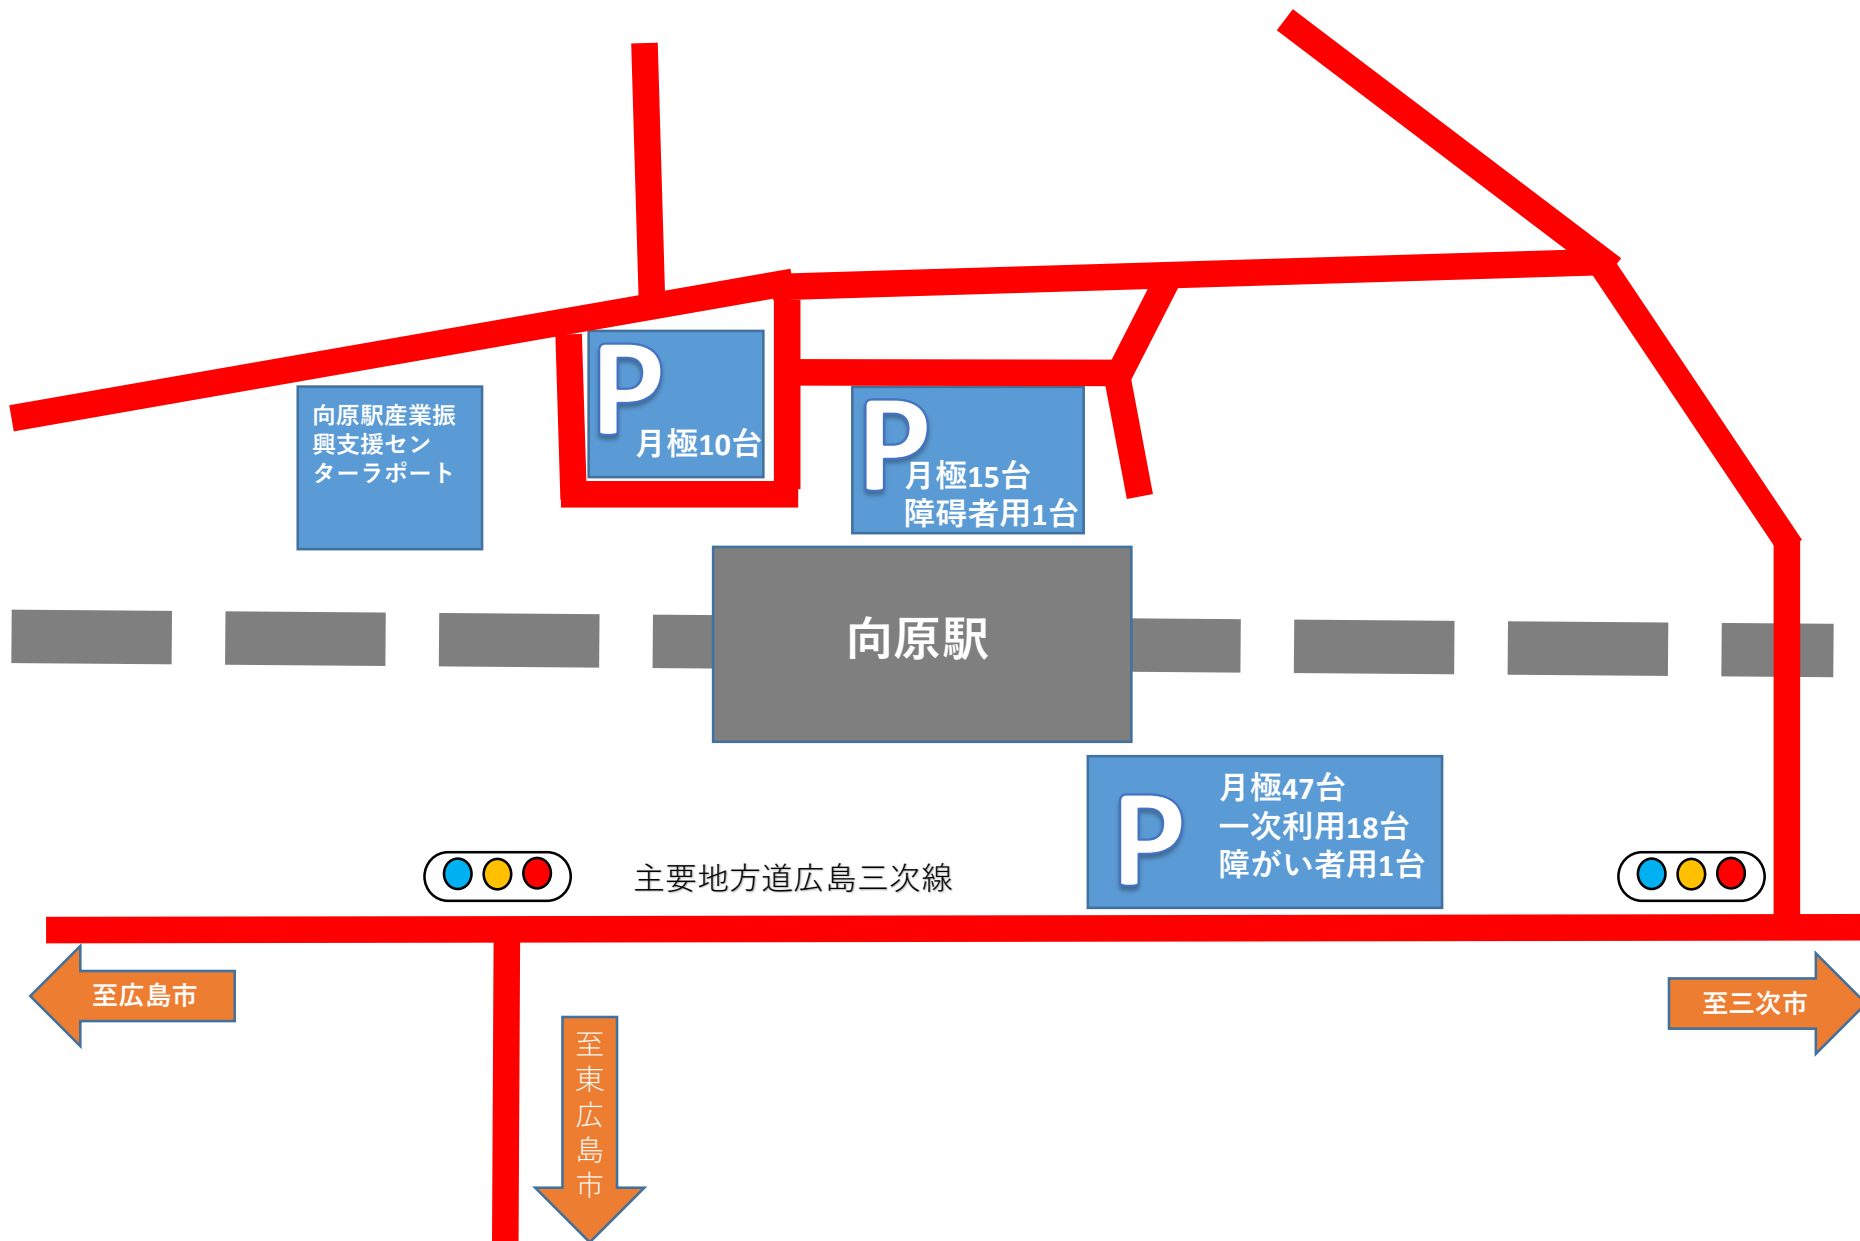 P
月極10台
向原駅産業振
興支援セン
ターラポート
P
月極15台
障碍者用1台
向原駅
P
月極47台
一次利用18台
障がい者用1台
主要地方道広島三次線
至広島市
至三次市
至東広島市